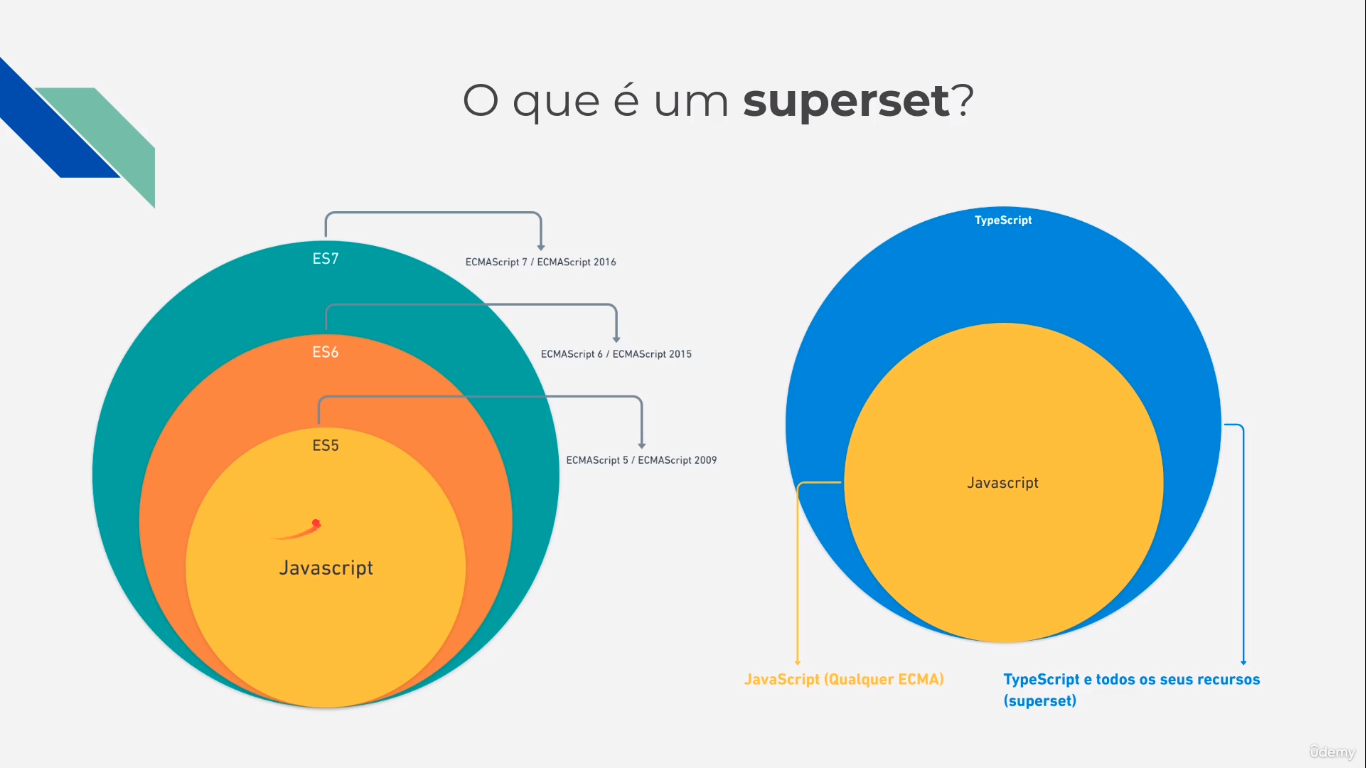 O que é um superset?
ES7
ECMAScript 7 / ECMAScript 2016
ES6
ECMAScript 6 / ECMAScript 2015
ES5
ECMAScript 5 / ECMAScript 2009
Javascript
TypeScript
Javascript
JavaScript (Qualquer ECMA)
TypeScript e todos os seus recursos
(superset)
ûdemy